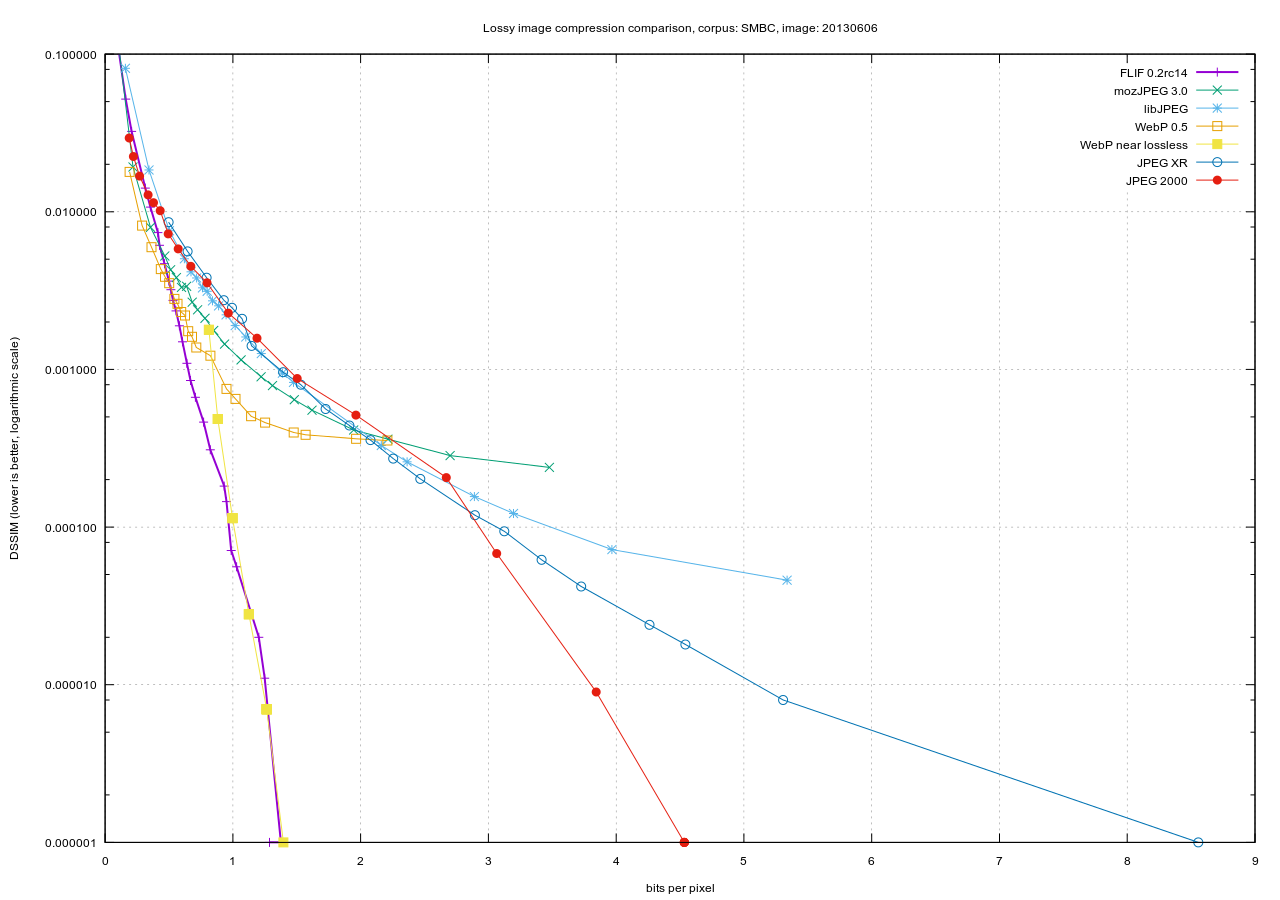 Lossy image compression comparison, corpus: SMBC, image: 20130606
0.100000
0.010000
0.001000
0.000100
0.000010
0.000001
DSSIM (lower is better, logarithmic scale)
FLIF 0.2rc14
mozJPEG 3.0
libJPEG
WebP 0.5
WebP near lossless
JPEG XR
JPEG 2000
0 1 2 3 4 5 6 7 8 9
bits per pixel